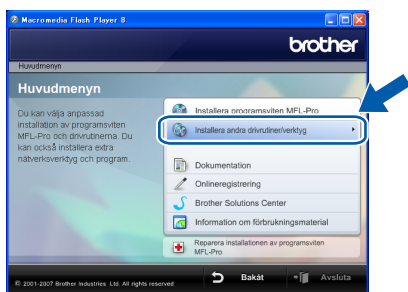 Macromedia Flash Player 8
brother
Huvudmenyn
Huvudmenyn
Du kan välja anpassad
installation av programsviten
MFL-Pro och drivrutinerna. Du
kan också installera extra
nätverksverktyg och program.
Installera programsviten MFL-Pro
Installera andra drivrutiner/verktyg
Dokumentation
Onlineregistrering
Brother Solutions Center
Information om förbrukningsmaterial
Reparera installationen av programsviten
MFL-Pro
© 2001-2007 Brother Industries Ltd. All rights reserved
Bakåt
Avsluta